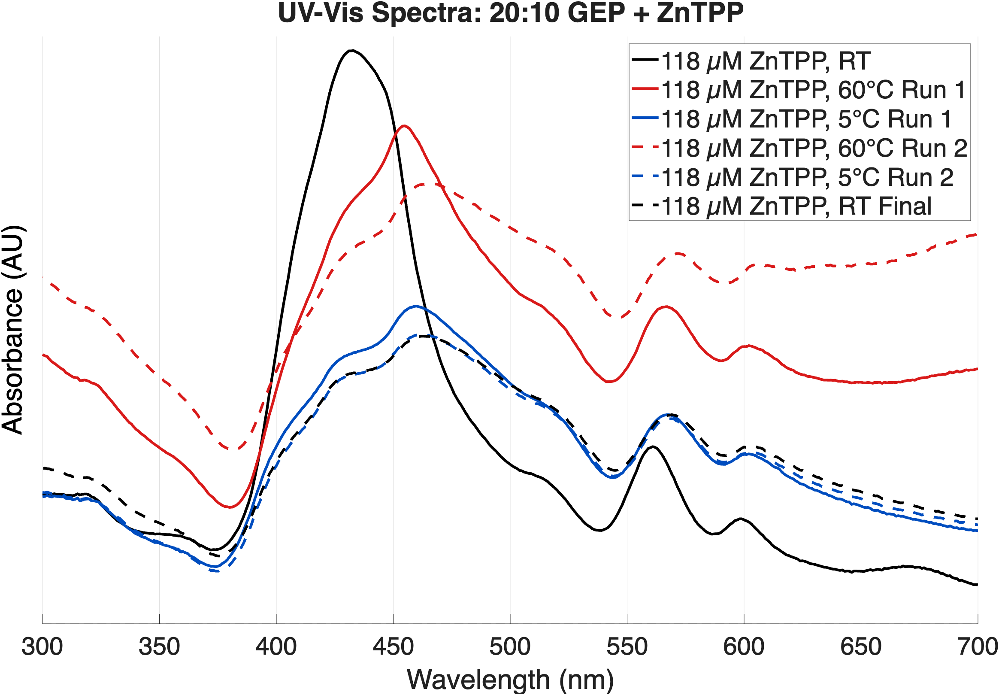 UV-Vis Spectra: 20:10 GEP + ZnTPP
118 μM ZnTPP, RT
118 μM ZnTPP, 60°C Run 1
118 μM ZnTPP, 5°C Run 1
118 μM ZnTPP, 60°C Run 2
118 μM ZnTPP, 5°C Run 2
118 μM ZnTPP, RT Final
Absorbance (AU)
300 350 400 450 500 550 600 650 700
Wavelength (nm)